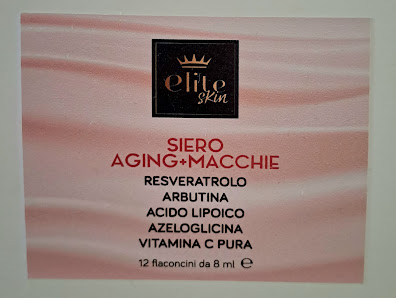 elite
skin
SIERO
AGING+MACCHIE
RESVERATROLO
ARBUTINA
ACIDO LIPOICO
AZELOGLICINA
VITAMINA C PURA
12 flaconcini da 8 ml ℮